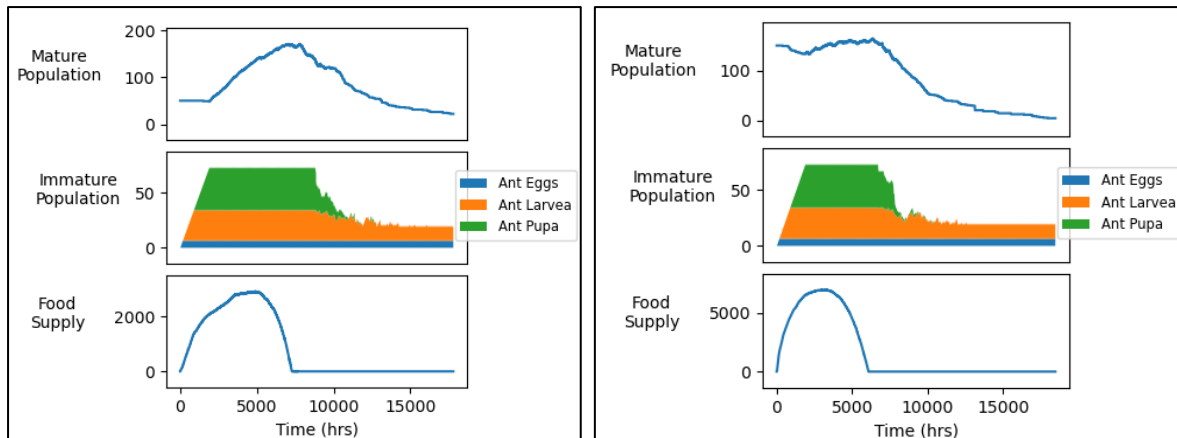 Mature
Population
200
100
0
Immature
Population
50
0
Ant Eggs
Ant Larvea
Ant Pupa
Food
Supply
2000
0
0
5000
10000
15000
Time (hrs)
Mature
Population
100
0
Immature
Population
50
0
Ant Eggs
Ant Larvea
Ant Pupa
Food
Supply
5000
0
0
5000
10000
15000
Time (hrs)